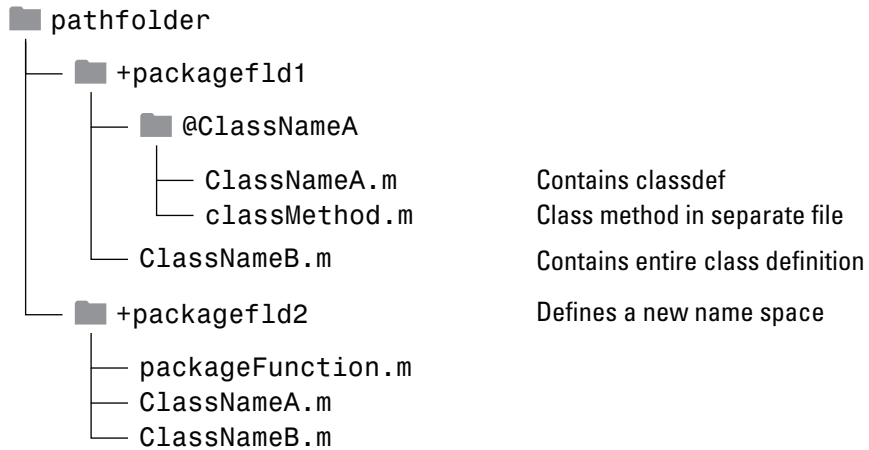 pathfolder
+packagefld1
@ClassNameA
ClassNameA.m Contains classdef
classMethod.m Class method in separate file
ClassNameB.m Contains entire class definition
+packagefld2 Defines a new name space
packageFunction.m
ClassNameA.m
ClassNameB.m